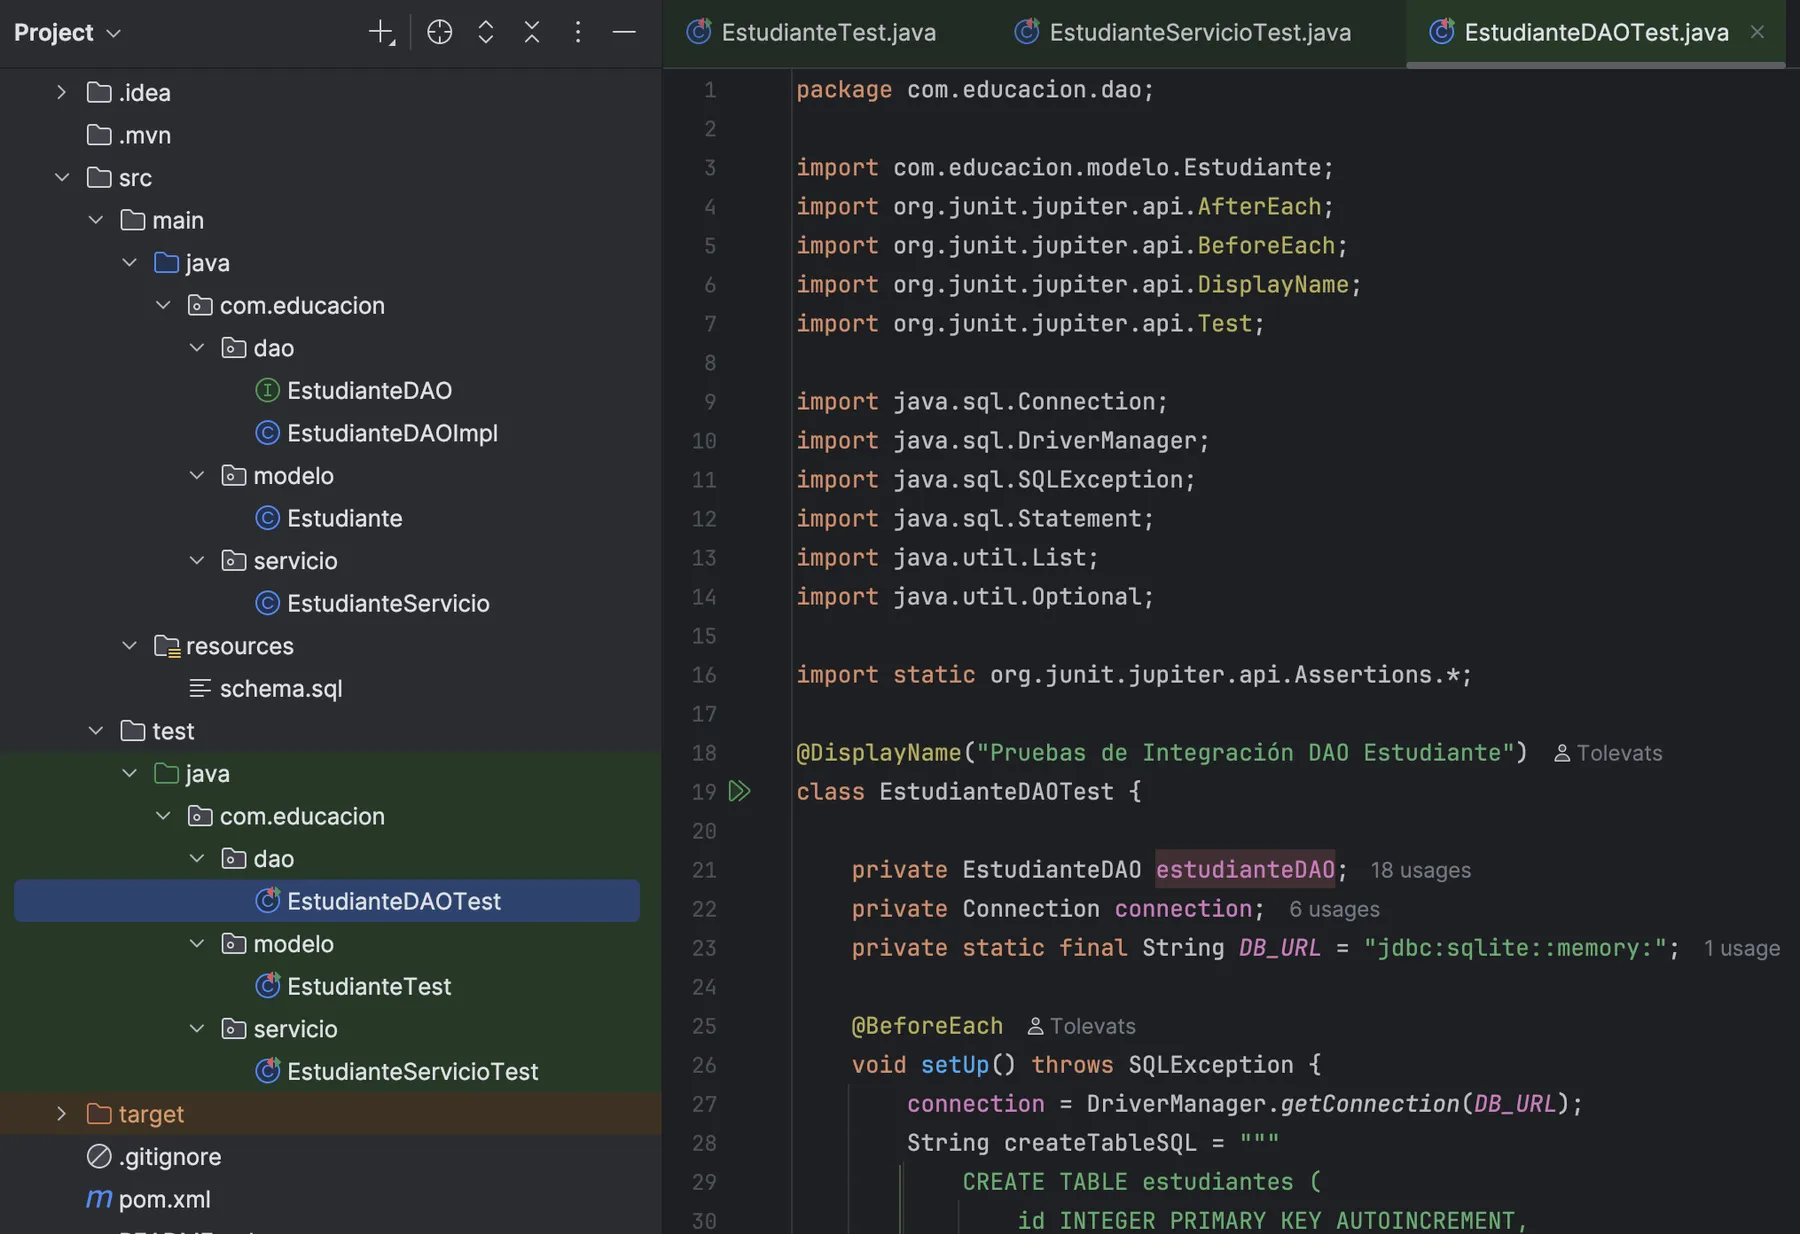 Project
.idea
.mvn
src
main
java
com.educacion
dao
EstudianteDAO
EstudianteDAOImpl
modelo
Estudiante
servicio
EstudianteServicio
resources
schema.sql
test
java
com.educacion
dao
EstudianteDAOTest
modelo
EstudianteTest
servicio
EstudianteServicioTest
target
.gitignore
pom.xml
EstudianteTest.java
EstudianteServicioTest.java
EstudianteDAOTest.java
1 package com.educacion.dao;
2
3 import com.educacion.modelo.Estudiante;
4 import org.junit.jupiter.api.AfterEach;
5 import org.junit.jupiter.api.BeforeEach;
6 import org.junit.jupiter.api.DisplayName;
7 import org.junit.jupiter.api.Test;
8
9 import java.sql.Connection;
10 import java.sql.DriverManager;
11 import java.sql.SQLException;
12 import java.sql.Statement;
13 import java.util.List;
14 import java.util.Optional;
15
16 import static org.junit.jupiter.api.Assertions.*;
17
18 @DisplayName("Pruebas de Integración DAO Estudiante") Tolevats
19 class EstudianteDAOTest {
20
21 private EstudianteDAO estudianteDAO; 18 usages
22 private Connection connection; 6 usages
23 private static final String DB_URL = "jdbc:sqlite::memory:"; 1 usage
24
25 @BeforeEach Tolevats
26 void setUp() throws SQLException {
27 connection = DriverManager.getConnection(DB_URL);
28 String createTableSQL = """
29 CREATE TABLE estudiantes (
30 id INTEGER PRIMARY KEY AUTOINCREMENT,